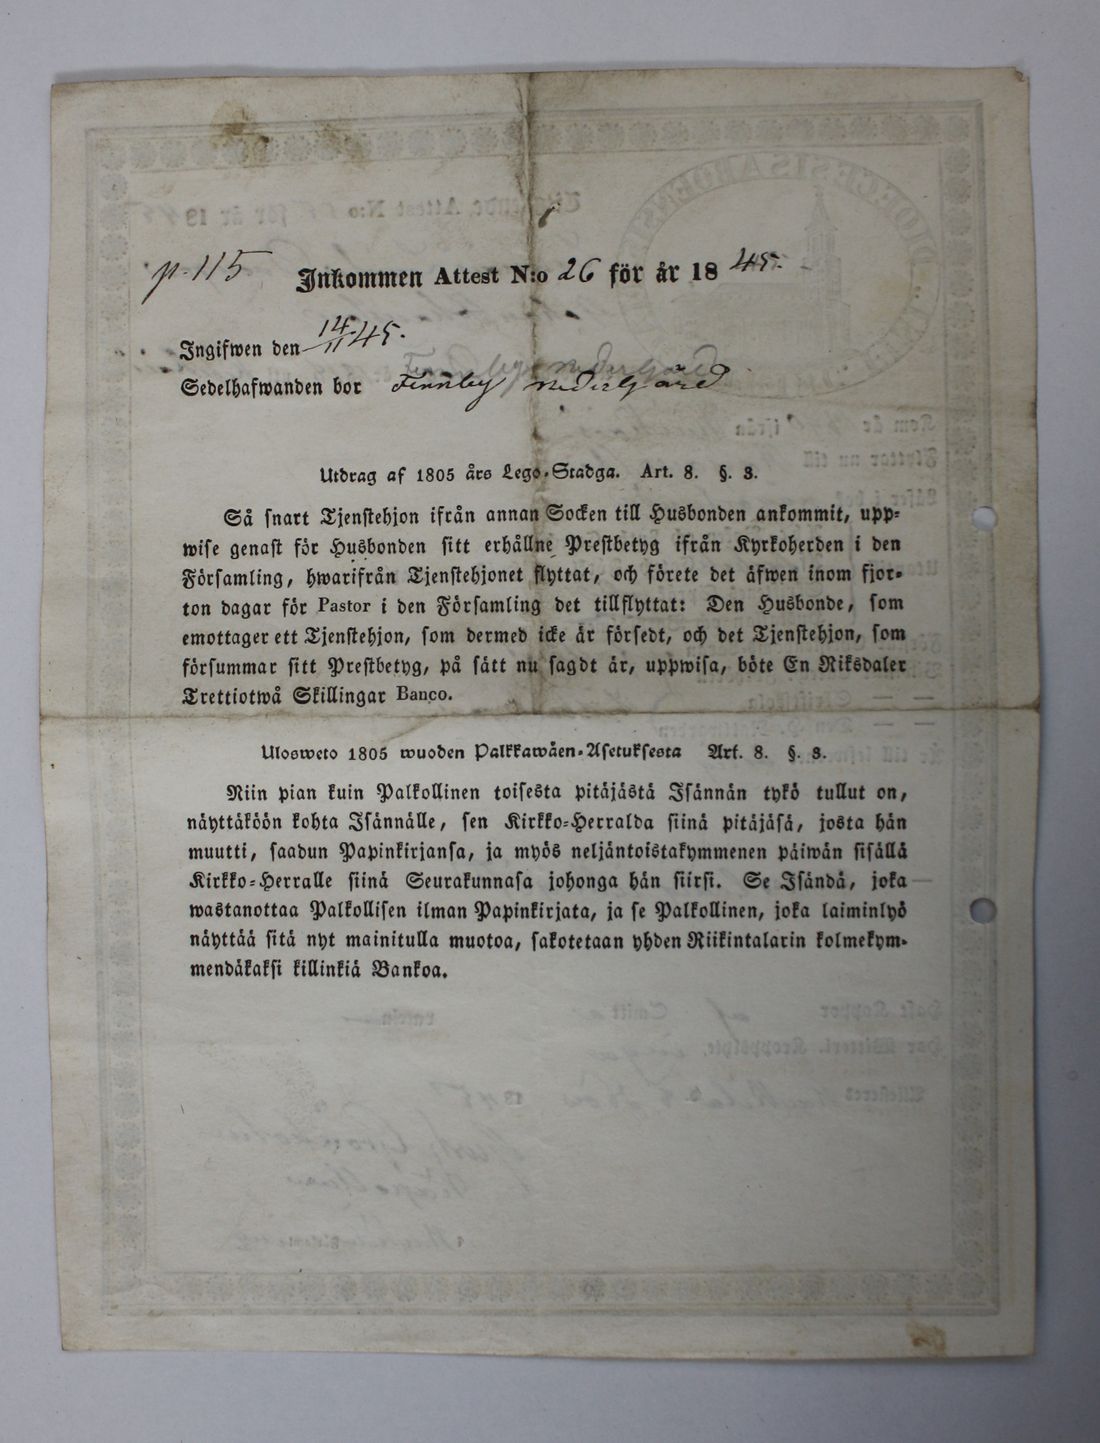 p. 115 Inkommen Attest N:o 26 för år 1845.
Ingifwen den 14/11 45.
Sedelhafwanden bor Finnby nedergård
Utdrag af 1805 års Lego-Stadga. Art. 8. §. 3.
Så snart Tjenstehjon ifrån annan Socken till Husbonden ankommit, upp-
wise genast för Husbonden sitt erhållne Prestbetyg ifrån Kyrkoherden i den
Församling, hwarifrån Tjenstehjonet flyttat, och förete det äfwen inom fjor-
ton dagar för Pastor i den Församling det tillflyttat: Den Husbonde, som
emottager ett Tjenstehjon, som dermed icke är försedt, och det Tjenstehjon, som
försummar sitt Prestbetyg, på sätt nu sagdt är, uppwisa, böte En Riksdaler
Trettiotwå Skillingar Banco.
Ulosweto 1805 wuoden Palkkawäen-Asetuksesta Art. 8. §. 3.
Niin pian kuin Palkollinen toisesta pitäjästä Isännän tykö tullut on,
näyttäköön kohta Isännälle, sen Kirkko-Herralda siinä pitäjäsä, josta hän
muutti, saadun Papinkirjansa, ja myös neljäntoistakymmenen päiwän sisällä
Kirkko-Herralle siinä Seurakunnasa johonga hän siirsi. Se Isändä, joka
wastanottaa Palkollisen ilman Papinkirjata, ja se Palkollinen, joka laiminlyö
näyttää sitä nyt mainitulla muotoa, sakotetaan yhden Riikintalarin kolmekym-
mendäkaksi killinkiä Bankoa.